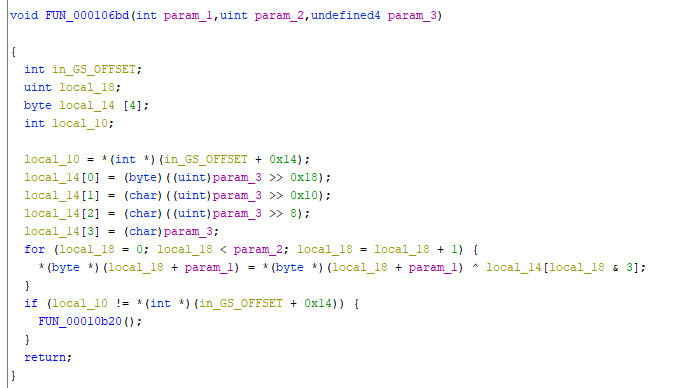 void FUN_000106bd(int param_1,uint param_2,undefined4 param_3)
{
int in_GS_OFFSET;
uint local_18;
byte local_14 [4];
int local_10;
local_10 = *(int *)(in_GS_OFFSET + 0x14);
local_14[0] = (byte)((uint)param_3 >> 0x18);
local_14[1] = (char)((uint)param_3 >> 0x10);
local_14[2] = (char)((uint)param_3 >> 8);
local_14[3] = (char)param_3;
for (local_18 = 0; local_18 < param_2; local_18 = local_18 + 1) {
*(byte *)(local_18 + param_1) = *(byte *)(local_18 + param_1) ^ local_14[local_18 & 3];
}
if (local_10 != *(int *)(in_GS_OFFSET + 0x14)) {
FUN_00010b20();
}
return;
}